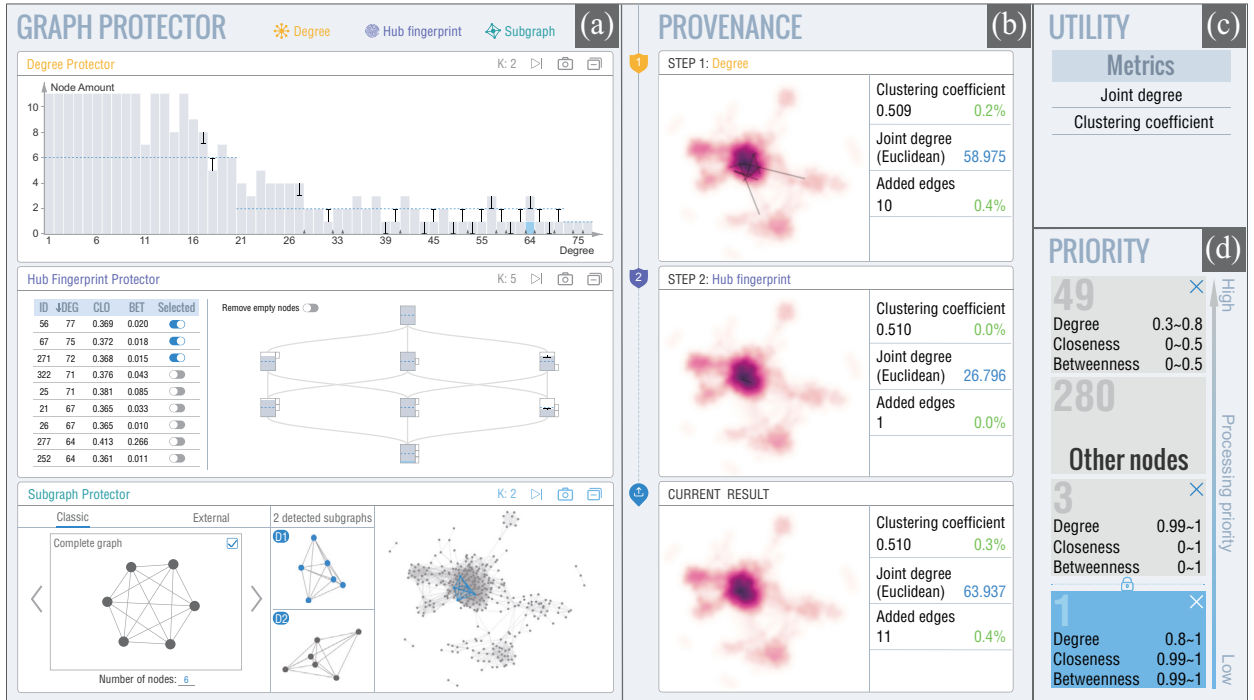 GRAPH PROTECTOR
Degree
Hub fingerprint
Subgraph
(a)
Degree Protector
K: 2
Node Amount
10
8
6
4
2
0
1 6 11 16 21 26 33 39 45 55 64 75
Degree
Hub Fingerprint Protector
K: 5
ID DEG CLO BET Selected
56 77 0.369 0.020
67 75 0.372 0.018
271 72 0.368 0.015
322 71 0.376 0.043
25 71 0.381 0.085
21 67 0.365 0.033
26 67 0.365 0.010
277 64 0.413 0.266
252 64 0.361 0.011
Remove empty nodes
Subgraph Protector
K: 2
Classic
External
Complete graph
Number of nodes: 6
2 detected subgraphs
D1
D2
PROVENANCE
(b)
1
STEP 1: Degree
Clustering coefficient
0.509 0.2%
Joint degree
(Euclidean) 58.975
Added edges
10 0.4%
2
STEP 2: Hub fingerprint
Clustering coefficient
0.510 0.0%
Joint degree
(Euclidean) 26.796
Added edges
1 0.0%
CURRENT RESULT
Clustering coefficient
0.510 0.3%
Joint degree
(Euclidean) 63.937
Added edges
11 0.4%
UTILITY
(c)
Metrics
Joint degree
Clustering coefficient
PRIORITY
(d)
49
Degree 0.3~0.8
Closeness 0~0.5
Betweenness 0~0.5
280
Other nodes
3
Degree 0.99~1
Closeness 0~1
Betweenness 0~1
1
Degree 0.8~1
Closeness 0.99~1
Betweenness 0.99~1
High
Processing priority
Low